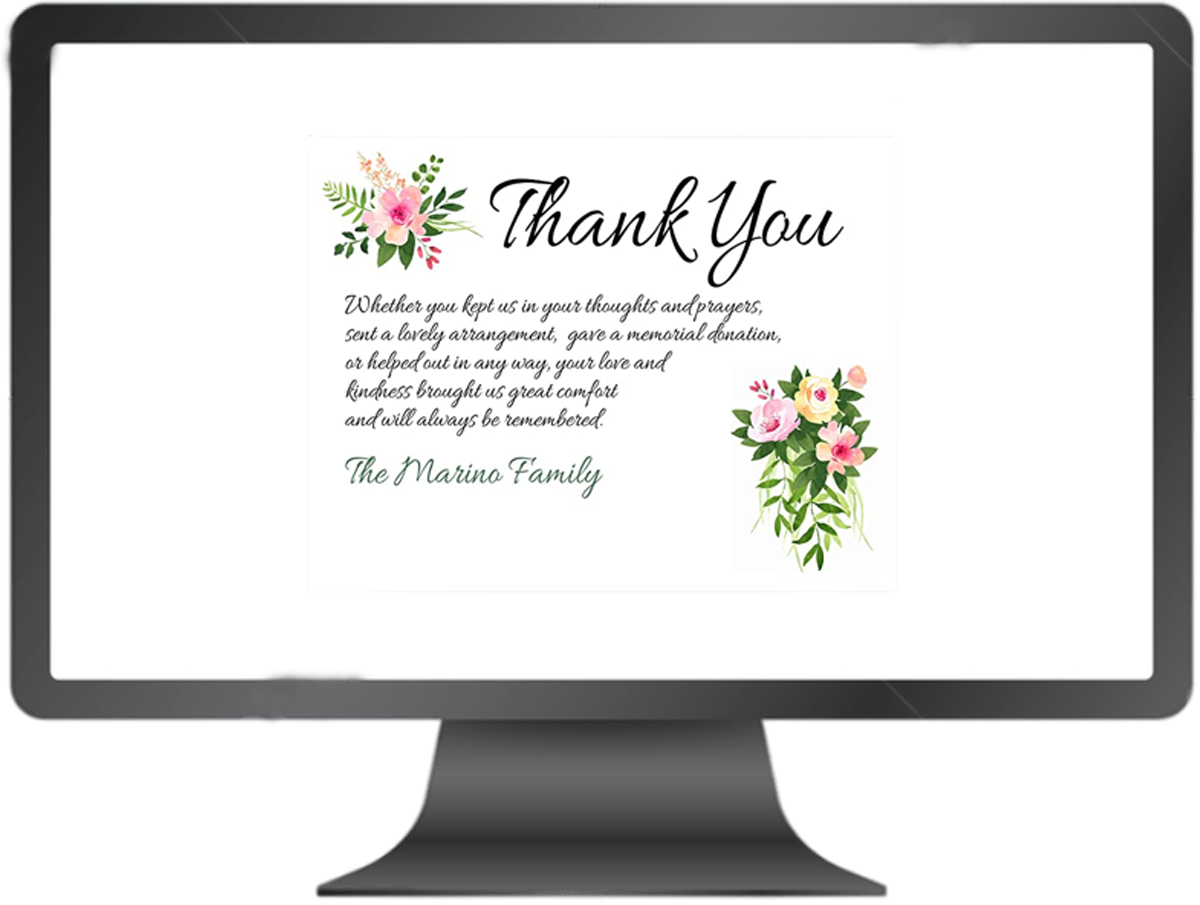 Thank You
Whether you kept us in your thoughts and prayers,
sent a lovely arrangement, gave a memorial donation,
or helped out in any way, your love and
kindness brought us great comfort
and will always be remembered.
The Marino Family